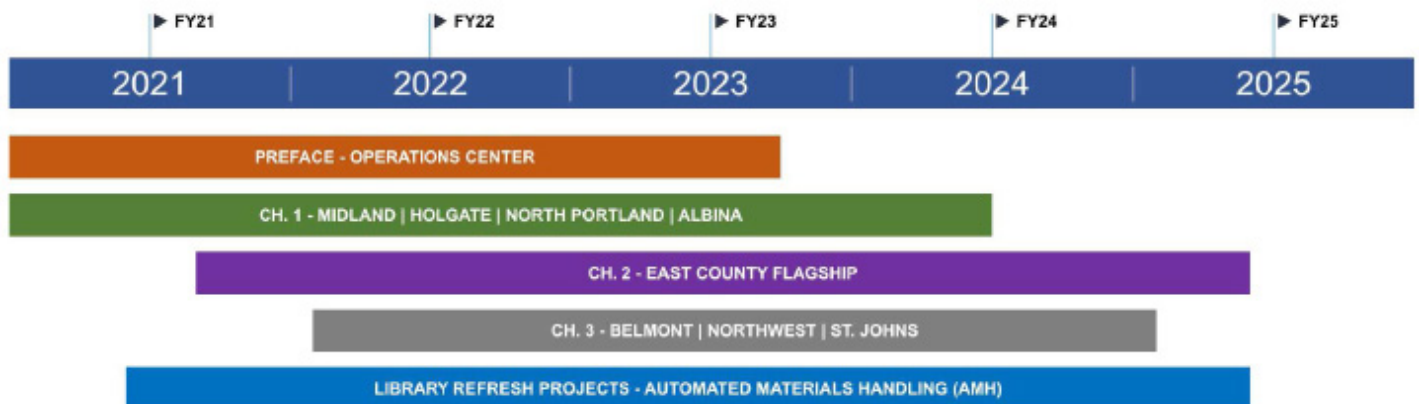 ▶ FY21 ▶ FY22 ▶ FY23 ▶ FY24 ▶ FY25
2021 | 2022 | 2023 | 2024 | 2025
PREFACE - OPERATIONS CENTER
CH. 1 - MIDLAND | HOLGATE | NORTH PORTLAND | ALBINA
CH. 2 - EAST COUNTY FLAGSHIP
CH. 3 - BELMONT | NORTHWEST | ST. JOHNS
LIBRARY REFRESH PROJECTS - AUTOMATED MATERIALS HANDLING (AMH)